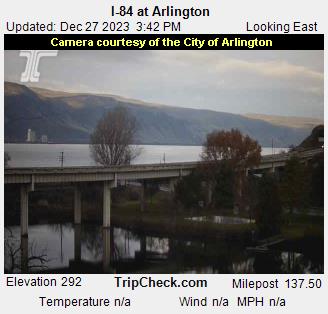 I-84 at Arlington
Updated: Dec 27 2023 3:42 PM Looking East
Camera courtesy of the City of Arlington
Elevation 292 TripCheck.com Milepost 137.50
Temperature n/a Wind n/a MPH n/a